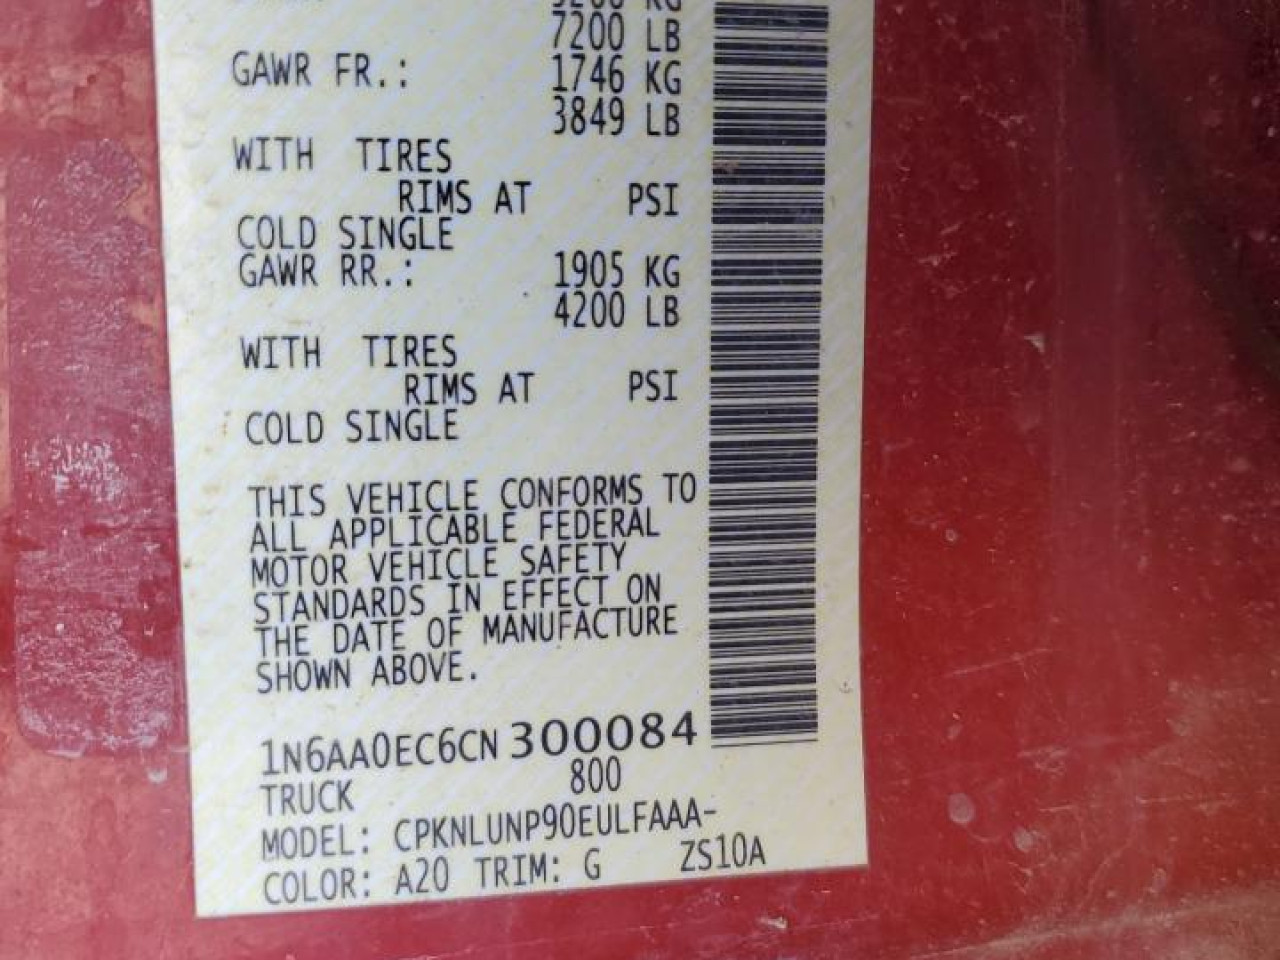 7200 LB
GAWR FR.: 1746 KG
3849 LB
WITH TIRES
RIMS AT PSI
COLD SINGLE
GAWR RR.: 1905 KG
4200 LB
WITH TIRES
RIMS AT PSI
COLD SINGLE
THIS VEHICLE CONFORMS TO
ALL APPLICABLE FEDERAL
MOTOR VEHICLE SAFETY
STANDARDS IN EFFECT ON
THE DATE OF MANUFACTURE
SHOWN ABOVE.
1N6AA0EC6CN300084
TRUCK 800
MODEL: CPKNLUNP90EULFAAA-
COLOR: A20 TRIM: G ZS10A